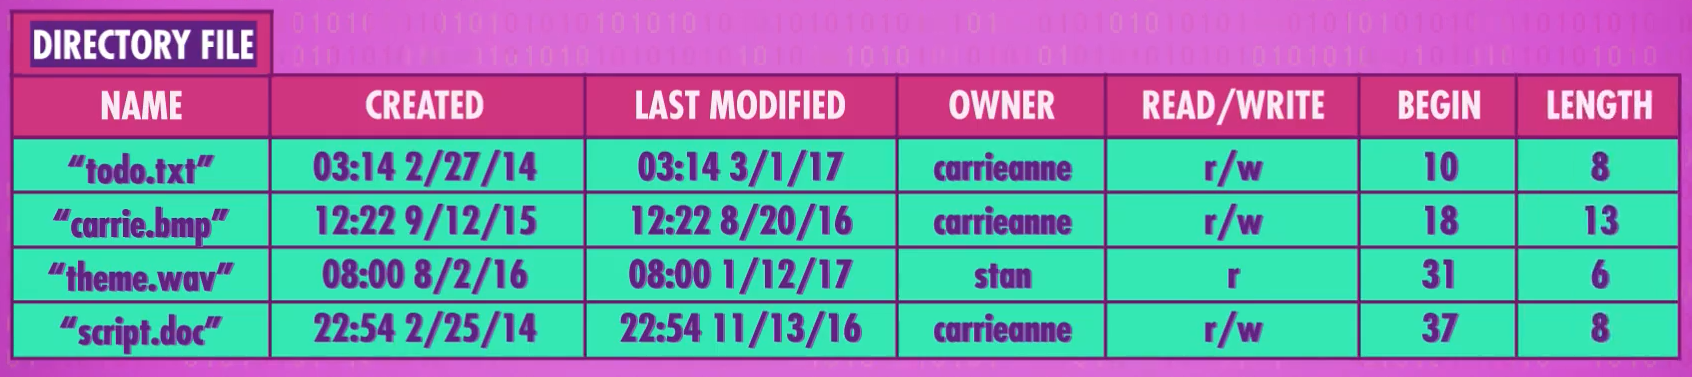 DIRECTORY FILE
NAME CREATED LAST MODIFIED OWNER READ/WRITE BEGIN LENGTH
“todo.txt” 03:14 2/27/14 03:14 3/1/17 carrieanne r/w 10 8
“carrie.bmp” 12:22 9/12/15 12:22 8/20/16 carrieanne r/w 18 13
“theme.wav” 08:00 8/2/16 08:00 1/12/17 stan r 31 6
“script.doc” 22:54 2/25/14 22:54 11/13/16 carrieanne r/w 37 8